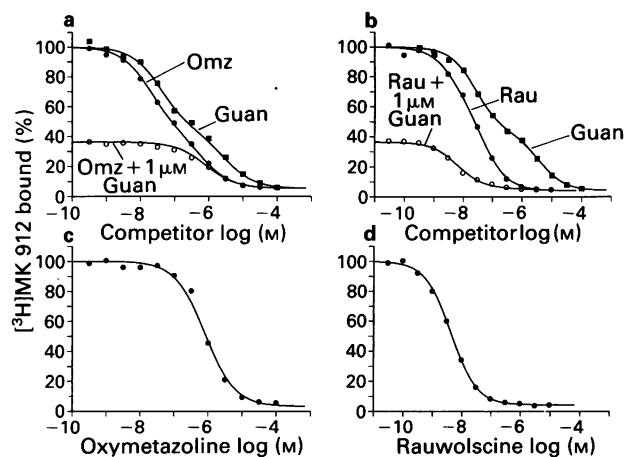 a
100
80
60
40
20
0
Omz
Guan
Omz + 1 μM
Guan
−10 −8 −6 −4
Competitor log (M)
b
100
80
60
40
20
0
Rau +
1 μM
Guan
Rau
Guan
−10 −8 −6 −4
Competitor log (M)
[³H]MK 912 bound (%)
c
100
80
60
40
20
0
−10 −8 −6 −4
Oxymetazoline log (M)
d
100
80
60
40
20
0
−10 −8 −6 −4
Rauwolscine log (M)